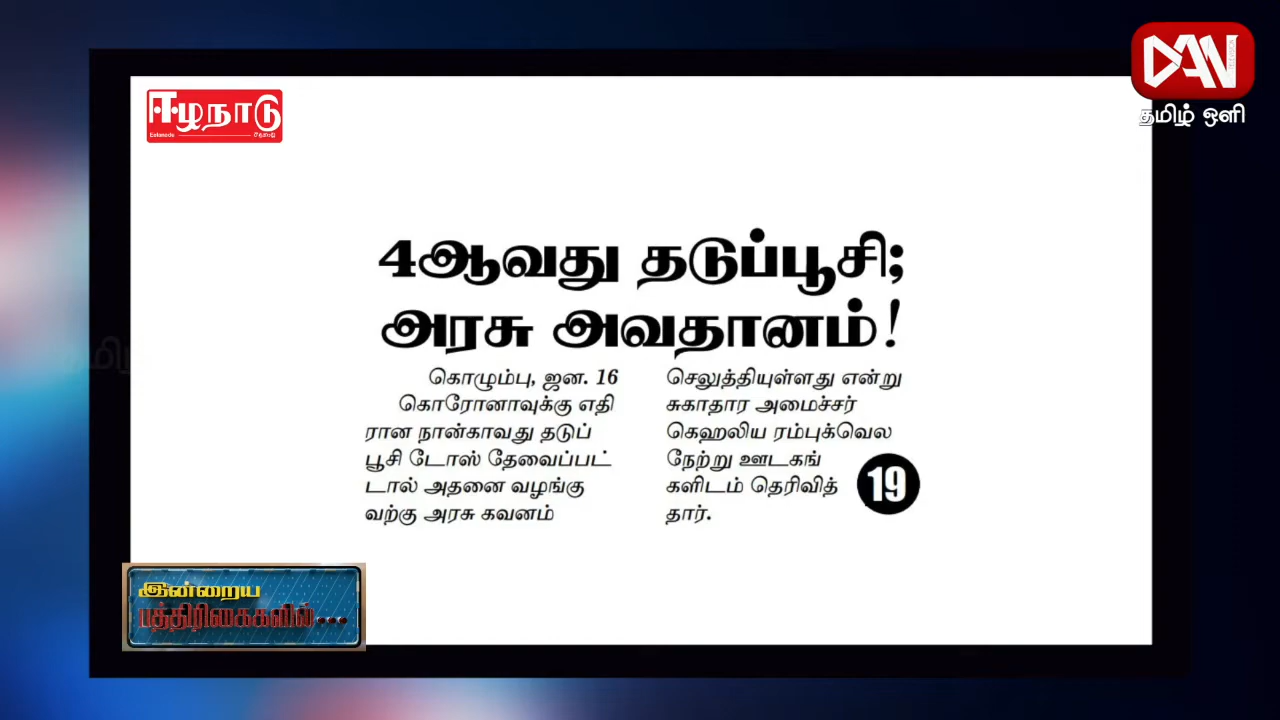 ஈழநாடு
Eelanadu
DAN
தமிழ் ஒளி
4ஆவது தடுப்பூசி;
அரசு அவதானம்!
கொழும்பு, ஜன. 16
கொரோனாவுக்கு எதி
ரான நான்காவது தடுப்
பூசி டோஸ் தேவைப்பட்
டால் அதனை வழங்கு
வற்கு அரசு கவனம்
செலுத்தியுள்ளது என்று
சுகாதார அமைச்சர்
கெஹலிய ரம்புக்வெல
நேற்று ஊடகங்
களிடம் தெரிவித்
தார்.
19
இன்றைய
பத்திரிகைகளில்...